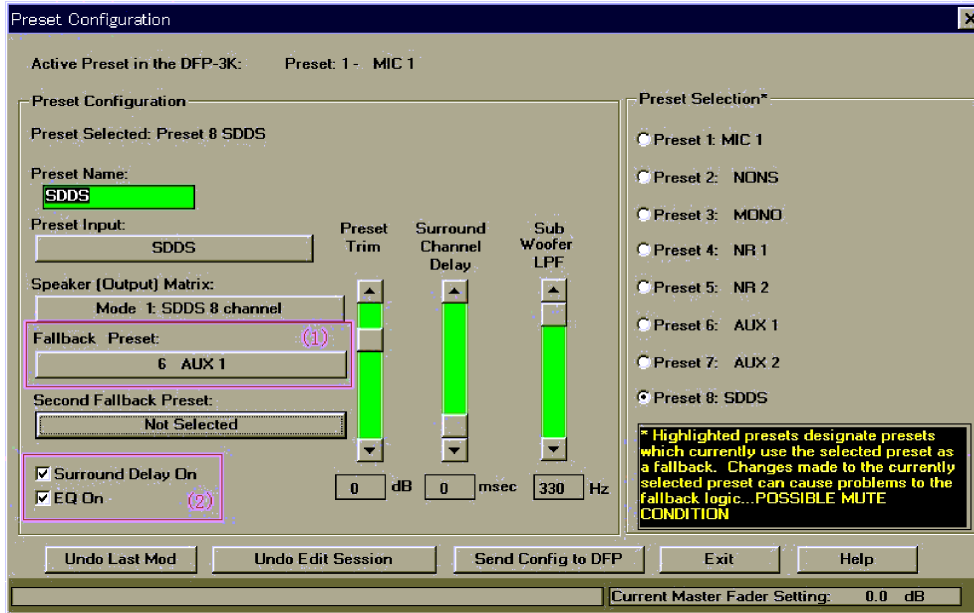 Preset Configuration
Active Preset in the DFP-3K: Preset: 1 - MIC 1
Preset Configuration
Preset Selected: Preset 8 SDDS
Preset Name:
SDDS
Preset Input:
SDDS
Speaker (Output) Matrix:
Mode 1: SDDS 8 channel
Fallback Preset: (1)
6 AUX 1
Second Fallback Preset:
Not Selected
Surround Delay On
EQ On (2)
Preset Trim
Surround Channel Delay
Sub Woofer LPF
0 dB 0 msec 330 Hz
Preset Selection*
Preset 1: MIC 1
Preset 2: NONS
Preset 3: MONO
Preset 4: NR 1
Preset 5: NR 2
Preset 6: AUX 1
Preset 7: AUX 2
Preset 8: SDDS
* Highlighted presets designate presets
which currently use the selected preset as
a fallback. Changes made to the currently
selected preset can cause problems to the
fallback logic...POSSIBLE MUTE
CONDITION
Undo Last Mod Undo Edit Session Send Config to DFP Exit Help
Current Master Fader Setting: 0.0 dB